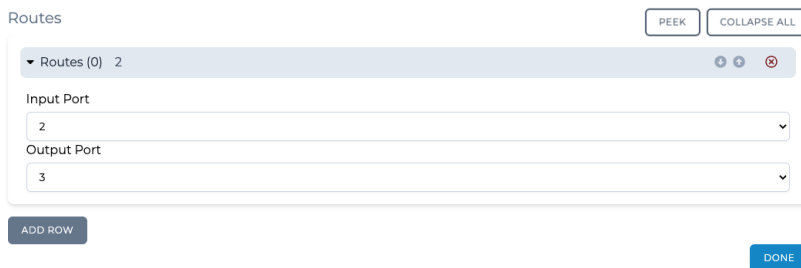 Routes
PEEK
COLLAPSE ALL
Routes (0) 2
Input Port
2
Output Port
3
ADD ROW
DONE